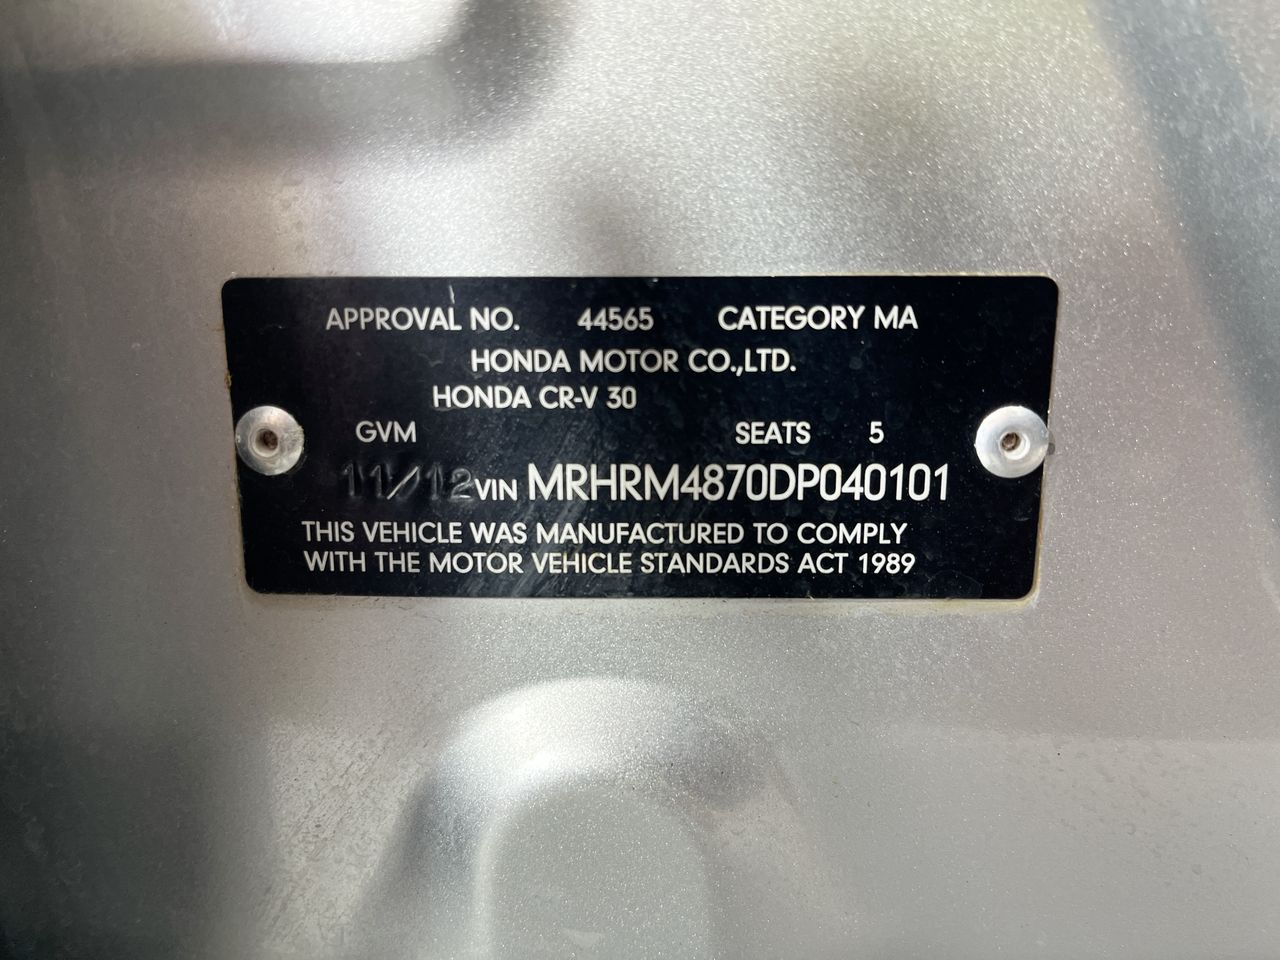 APPROVAL NO. 44565 CATEGORY MA
HONDA MOTOR CO.,LTD.
HONDA CR-V 30
GVM SEATS 5
11/12 VIN MRHRM4870DP040101
THIS VEHICLE WAS MANUFACTURED TO COMPLY
WITH THE MOTOR VEHICLE STANDARDS ACT 1989